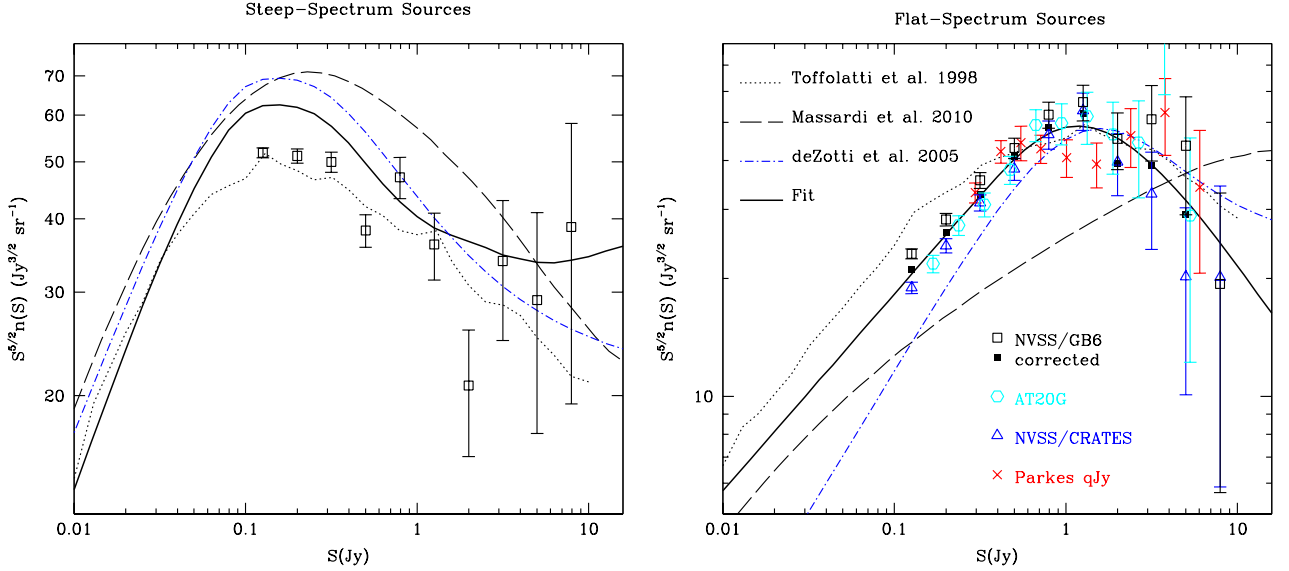 Steep-Spectrum Sources
S^{5/2}n(S) (Jy^{3/2} sr^{-1})
70
60
50
40
30
20
0.01
0.1
1
10
S(Jy)
Flat-Spectrum Sources
S^{5/2}n(S) (Jy^{3/2} sr^{-1})
Toffolatti et al. 1998
Massardi et al. 2010
deZotti et al. 2005
Fit
NVSS/GB6
corrected
AT20G
NVSS/CRATES
Parkes qJy
10
0.01
0.1
1
10
S(Jy)